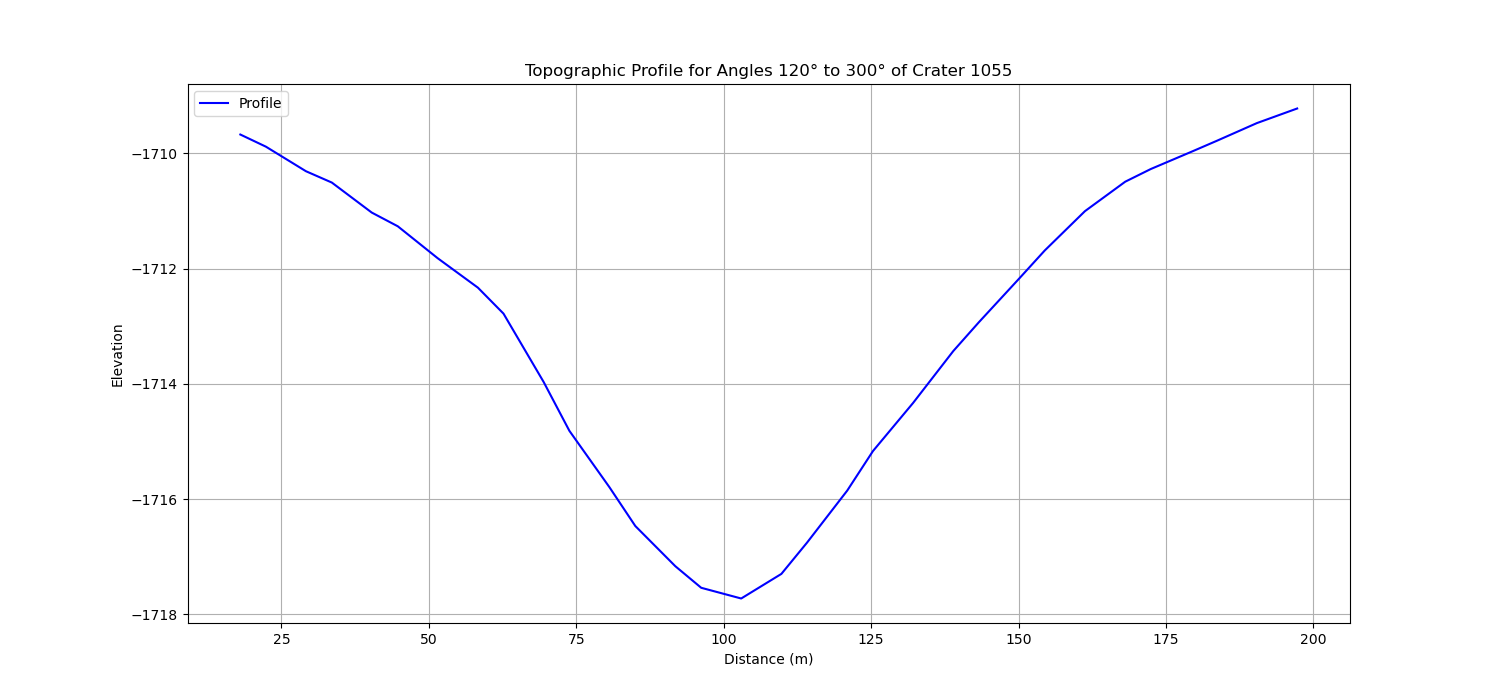 Topographic Profile for Angles 120° to 300° of Crater 1055
Profile
Elevation
−1710
−1712
−1714
−1716
−1718
25 50 75 100 125 150 175 200
Distance (m)